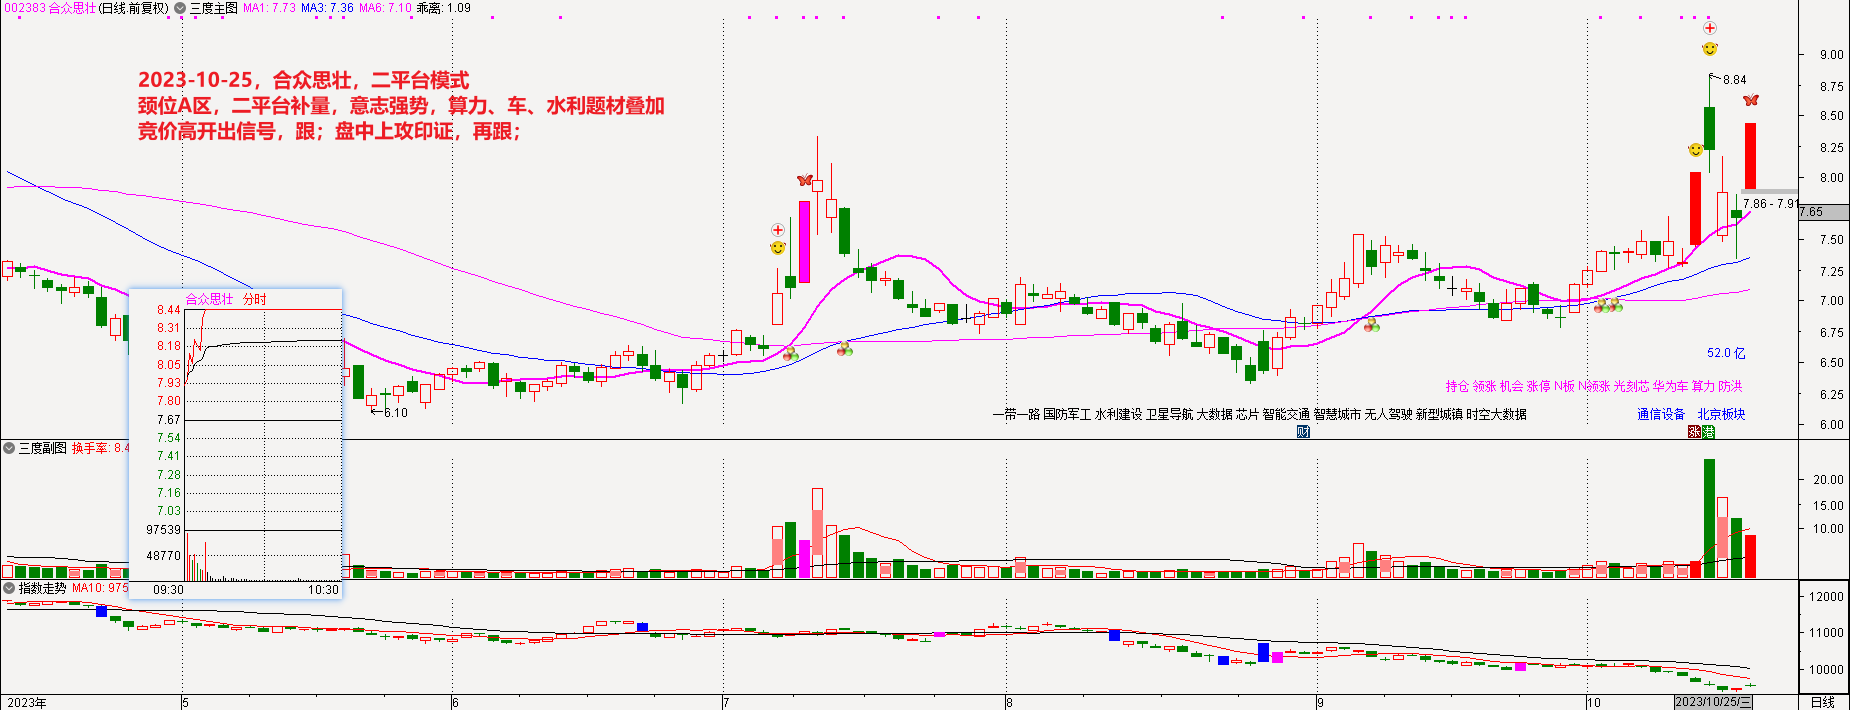 002383 合众思壮(日线.前复权) 三度主图 MA1: 7.73 MA3: 7.36 MA6: 7.10 乖离: 1.09
2023-10-25，合众思壮，二平台模式
颈位A区，二平台补量，意志强势，算力、车、水利题材叠加
竞价高开出信号，跟；盘中上攻印证，再跟；
8.84
7.86 - 7.91
6.10
9.00
8.75
8.50
8.25
8.00
7.65
7.50
7.25
7.00
6.75
6.50
6.25
6.00
52.0 亿
持仓 领涨 机会 涨停 N板 N领涨 光刻芯 华为车 算力 防洪
一带一路 国防军工 水利建设 卫星导航 大数据 芯片 智能交通 智慧城市 无人驾驶 新型城镇 时空大数据
通信设备 北京板块
财
涨 港
合众思壮 分时
8.44
8.31
8.18
8.05
7.93
7.80
7.67
7.54
7.41
7.28
7.16
7.03
97539
48770
09:30 10:30
三度副图 换手率: 8.4
20.00
15.00
10.00
指数走势 MA10: 975
12000
11000
10000
2023年 5 6 7 8 9 10 2023/10/25/三 日线